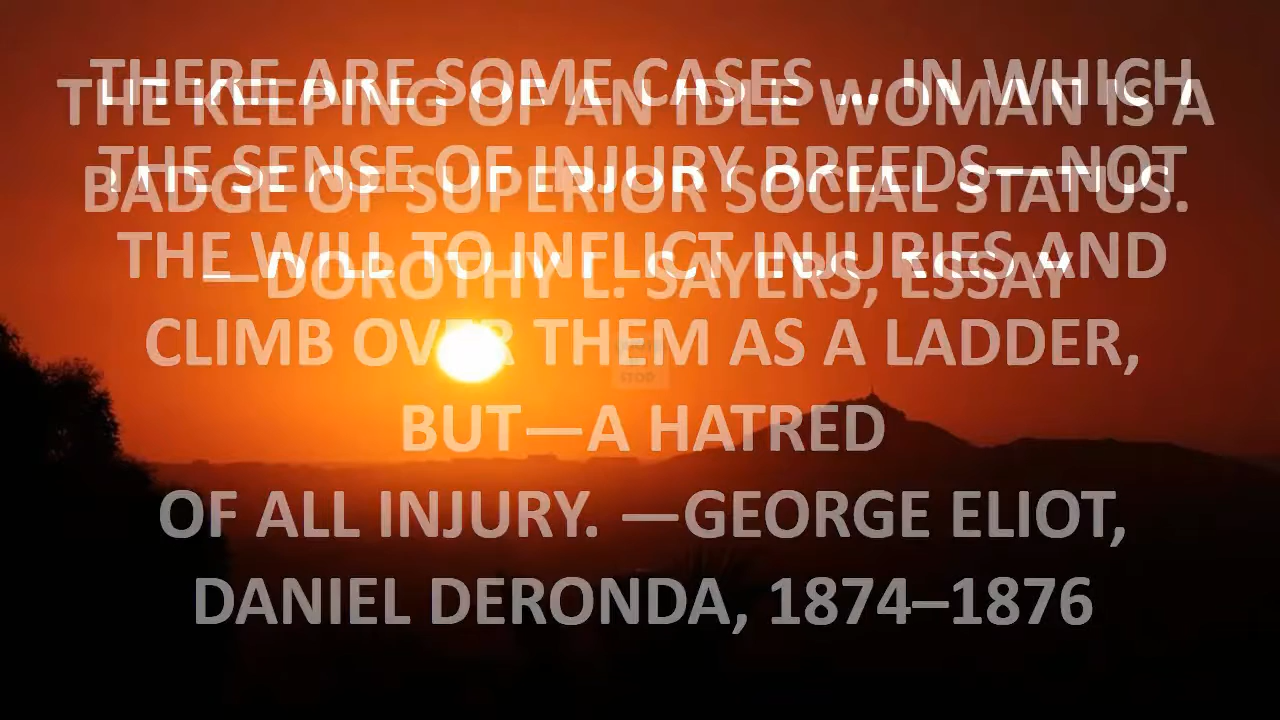 THERE ARE SOME CASES ... IN WHICH
THE SENSE OF INJURY BREEDS—NOT
THE WILL TO INFLICT INJURIES AND
CLIMB OVER THEM AS A LADDER,
BUT—A HATRED
OF ALL INJURY. —GEORGE ELIOT,
DANIEL DERONDA, 1874–1876
THE KEEPING OF AN IDLE WOMAN IS A
BADGE OF SUPERIOR SOCIAL STATUS.
—DOROTHY L. SAYERS, ESSAY